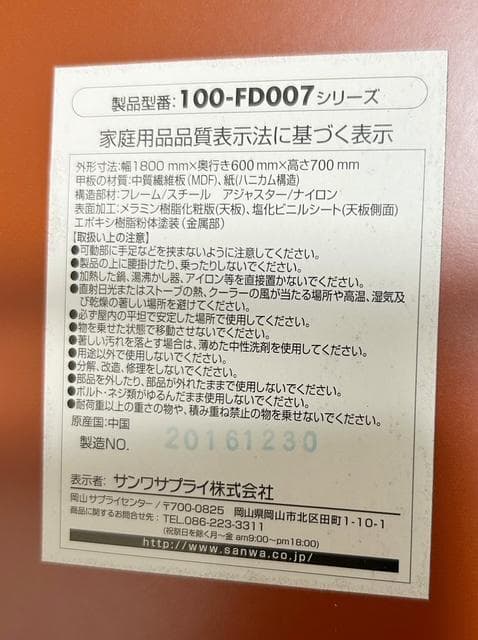 製品型番:100-FD007シリーズ
家庭用品品質表示法に基づく表示
外形寸法:幅1800mm×奥行き600mm×高さ700mm
甲板の材質:中質繊維板(MDF)、紙(ハニカム構造)
構造部材:フレーム/スチール アジャスター/ナイロン
表面加工:メラミン樹脂化粧版(天板)、塩化ビニルシート(天板側面)
エポキシ樹脂粉体塗装(金属部)
【取扱い上の注意】
●可動部に手足などを挟まないように注意してください。
●製品の上に腰掛けたり、乗ったりしないでください。
●加熱した鍋、湯沸かし器、アイロン等を直接置かないでください。
●直射日光またはストーブの熱、クーラーの風が当たる場所や高温、湿気及
び乾燥の著しい場所を避けてください。
●必ず屋内の平坦で安定した場所で使用してください。
●物を乗せた状態で移動させないでください。
●著しい汚れを落とす場合は、薄めた中性洗剤を使用してください。
●用途以外で使用しないでください。
●分解、改造、修理をしないでください。
●部品を外したり、部品が外れたままで使用しないでください。
●ボルト・ネジ類がゆるんだまま使用しないでください。
●耐荷重以上の重さの物や、積み重ね禁止の物を乗せないでください。
原産国:中国
製造NO. 20161230
表示者:サンワサプライ株式会社
岡山サプライセンター/〒700-0825 岡山県岡山市北区田町1-10-1
商品に関するお問合せ先:TEL.086-223-3311
(祝祭日を除く月〜金 am9:00〜pm18:00)
http://www.sanwa.co.jp/